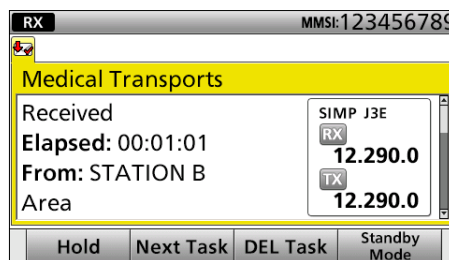 RX MMSI:123456789
Medical Transports
Received
Elapsed: 00:01:01
From: STATION B
Area
SIMP J3E
RX
12.290.0
TX
12.290.0
Hold Next Task DEL Task Standby Mode